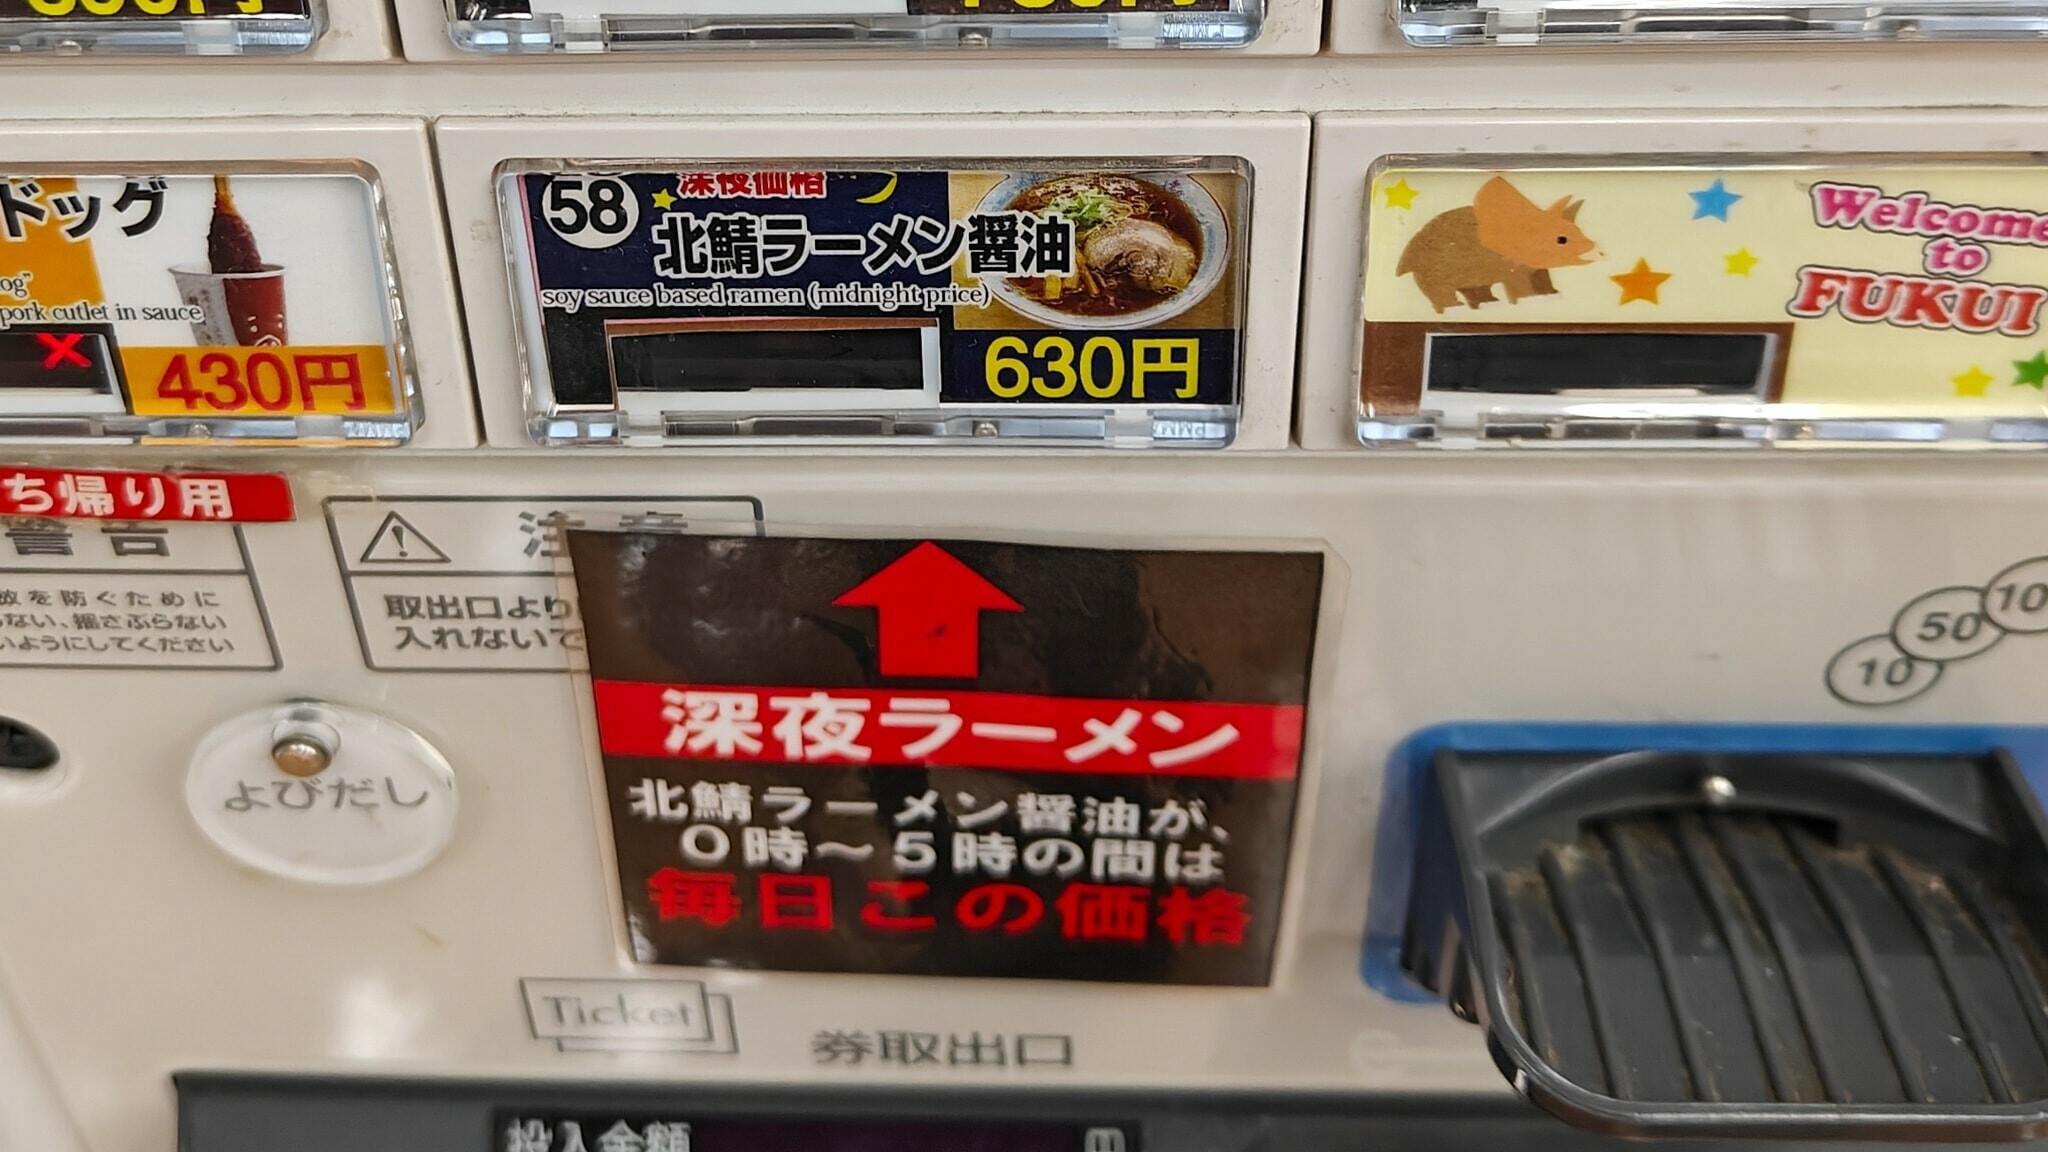 ドッグ
og"
pork cutlet in sauce
430円
58
深夜価格
北鯖ラーメン醤油
soy sauce based ramen (midnight price)
630円
Welcome
to
FUKUI
ち帰り用
警告
を防ぐために
ない、揺さぶらない
いようにしてください
注意
取出口より
入れないで
深夜ラーメン
北鯖ラーメン醤油が、
0時～5時の間は
毎日この価格
よびだし
10
50
10
Ticket
券取出口
投入金額
円